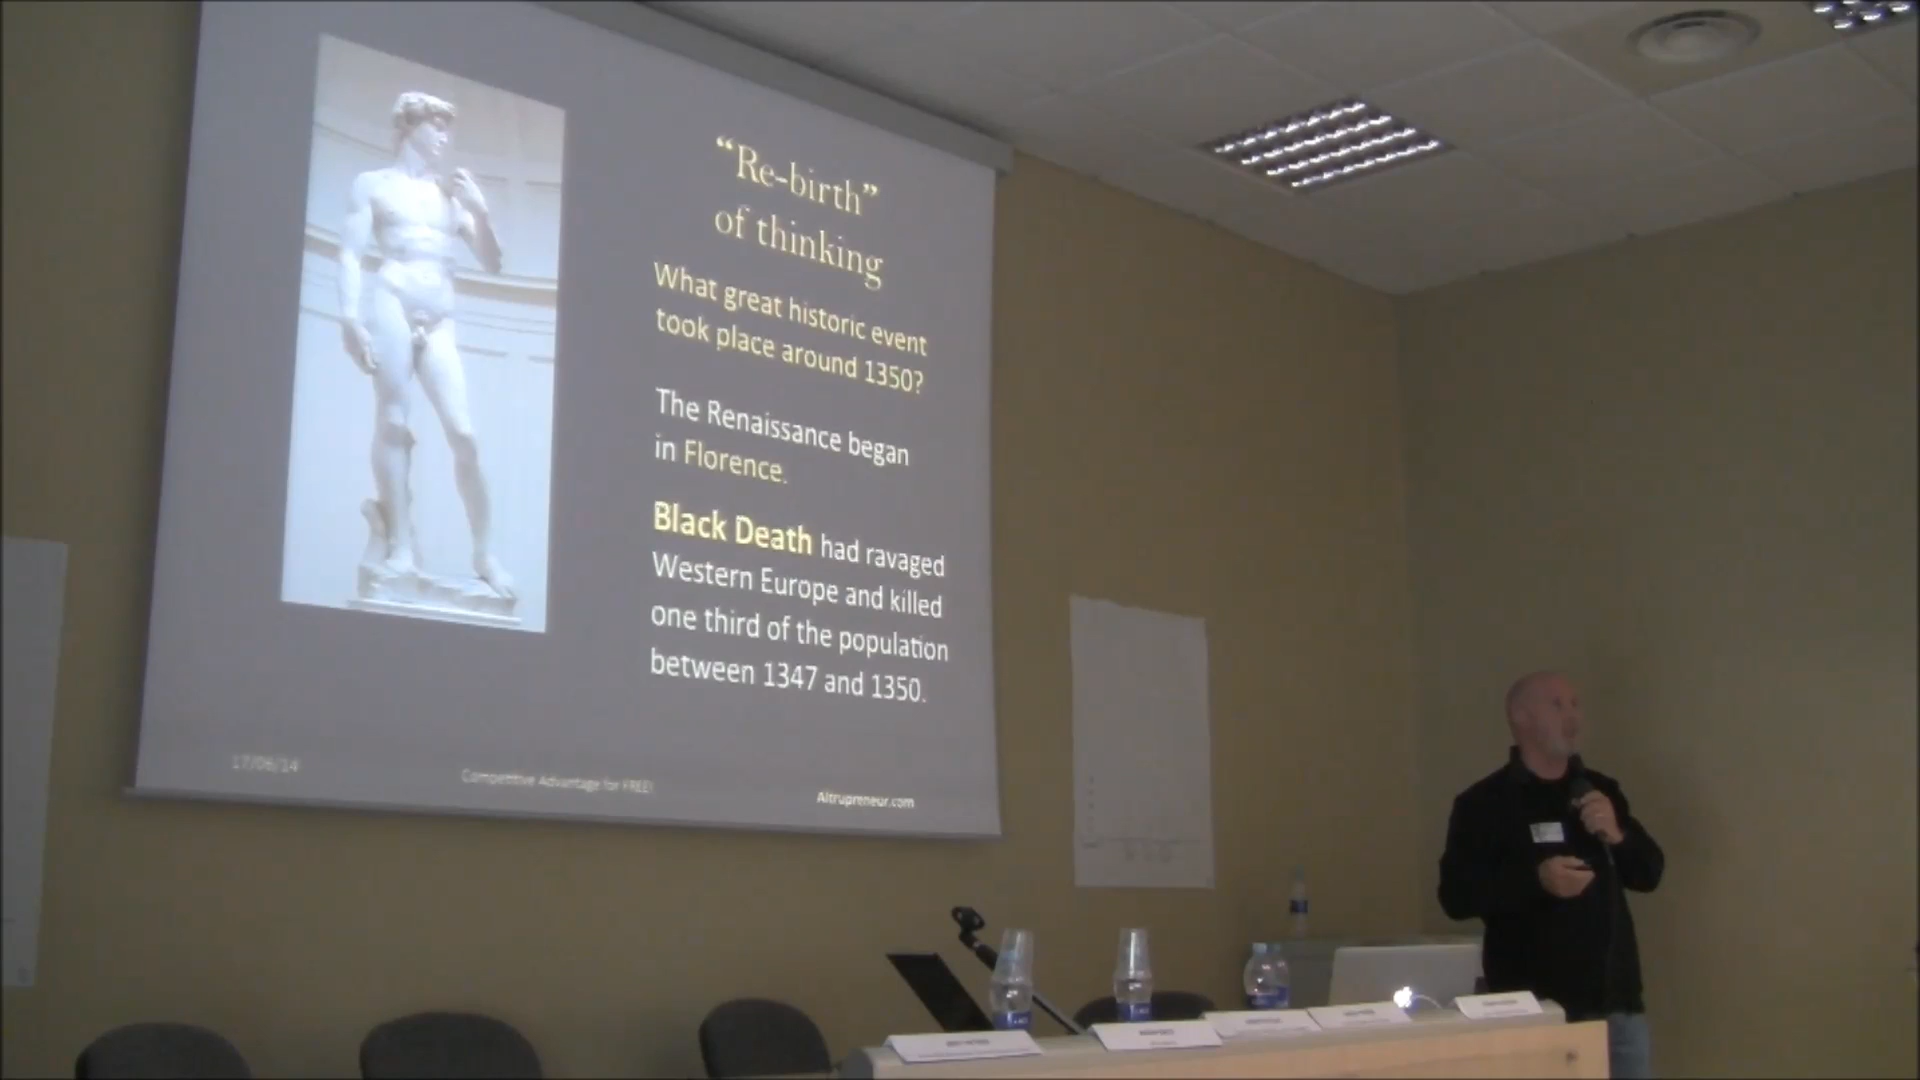 “Re-birth”
of thinking
What great historic event
took place around 1350?
The Renaissance began
in Florence.
Black Death had ravaged
Western Europe and killed
one third of the population
between 1347 and 1350.
17/06/14
Competitive Advantage for FREE!
Altrupreneur.com